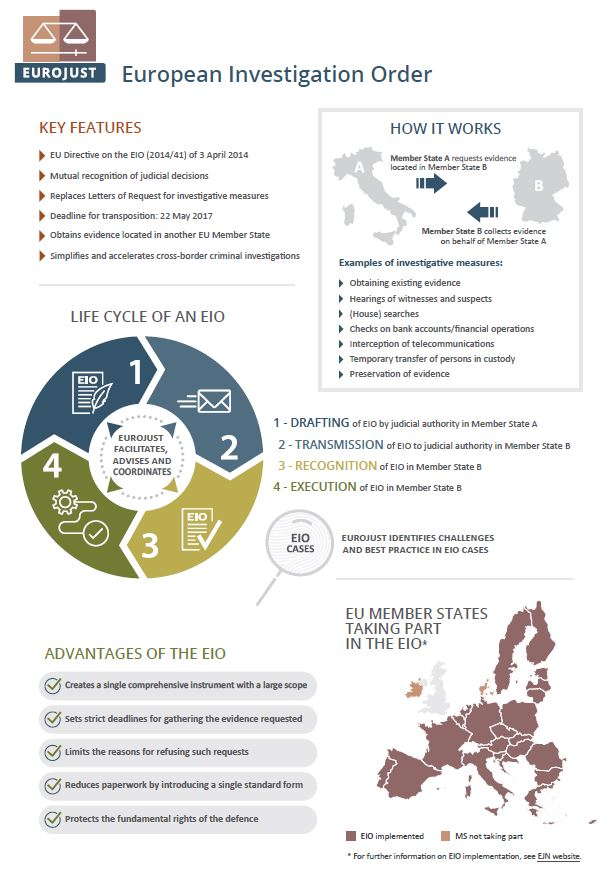 EUROJUST
European Investigation Order
KEY FEATURES
EU Directive on the EIO (2014/41) of 3 April 2014
Mutual recognition of judicial decisions
Replaces Letters of Request for investigative measures
Deadline for transposition: 22 May 2017
Obtains evidence located in another EU Member State
Simplifies and accelerates cross-border criminal investigations
HOW IT WORKS
A
Member State A requests evidence
located in Member State B
B
Member State B collects evidence
on behalf of Member State A
Examples of investigative measures:
Obtaining existing evidence
Hearings of witnesses and suspects
(House) searches
Checks on bank accounts/financial operations
Interception of telecommunications
Temporary transfer of persons in custody
Preservation of evidence
LIFE CYCLE OF AN EIO
1
EIO
2
EUROJUST
FACILITATES,
ADVISES AND
COORDINATES
4
3
EIO
1 - DRAFTING of EIO by judicial authority in Member State A
2 - TRANSMISSION of EIO to judicial authority in Member State B
3 - RECOGNITION of EIO in Member State B
4 - EXECUTION of EIO in Member State B
EIO
CASES
EUROJUST IDENTIFIES CHALLENGES
AND BEST PRACTICE IN EIO CASES
ADVANTAGES OF THE EIO
Creates a single comprehensive instrument with a large scope
Sets strict deadlines for gathering the evidence requested
Limits the reasons for refusing such requests
Reduces paperwork by introducing a single standard form
Protects the fundamental rights of the defence
EU MEMBER STATES
TAKING PART
IN THE EIO*
EIO implemented
MS not taking part
* For further information on EIO implementation, see EJN website.